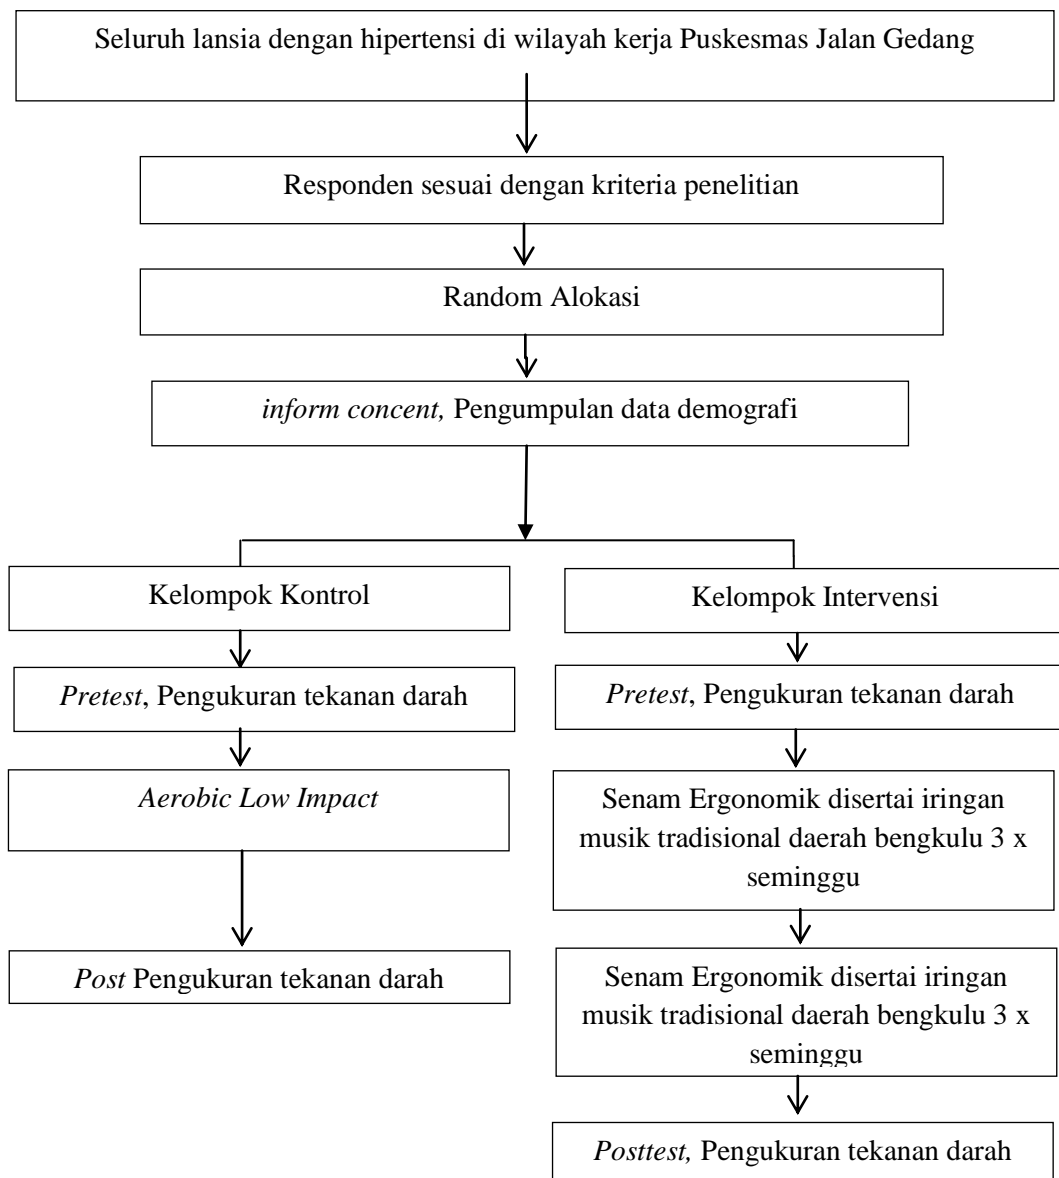 Seluruh lansia dengan hipertensi di wilayah kerja Puskesmas Jalan Gedang
Responden sesuai dengan kriteria penelitian
Random Alokasi
inform concent, Pengumpulan data demografi
Kelompok Kontrol
Pretest, Pengukuran tekanan darah
Aerobic Low Impact
Post Pengukuran tekanan darah
Kelompok Intervensi
Pretest, Pengukuran tekanan darah
Senam Ergonomik disertai iringan
musik tradisional daerah bengkulu 3 x
seminggu
Senam Ergonomik disertai iringan
musik tradisional daerah bengkulu 3 x
seminggu
Posttest, Pengukuran tekanan darah